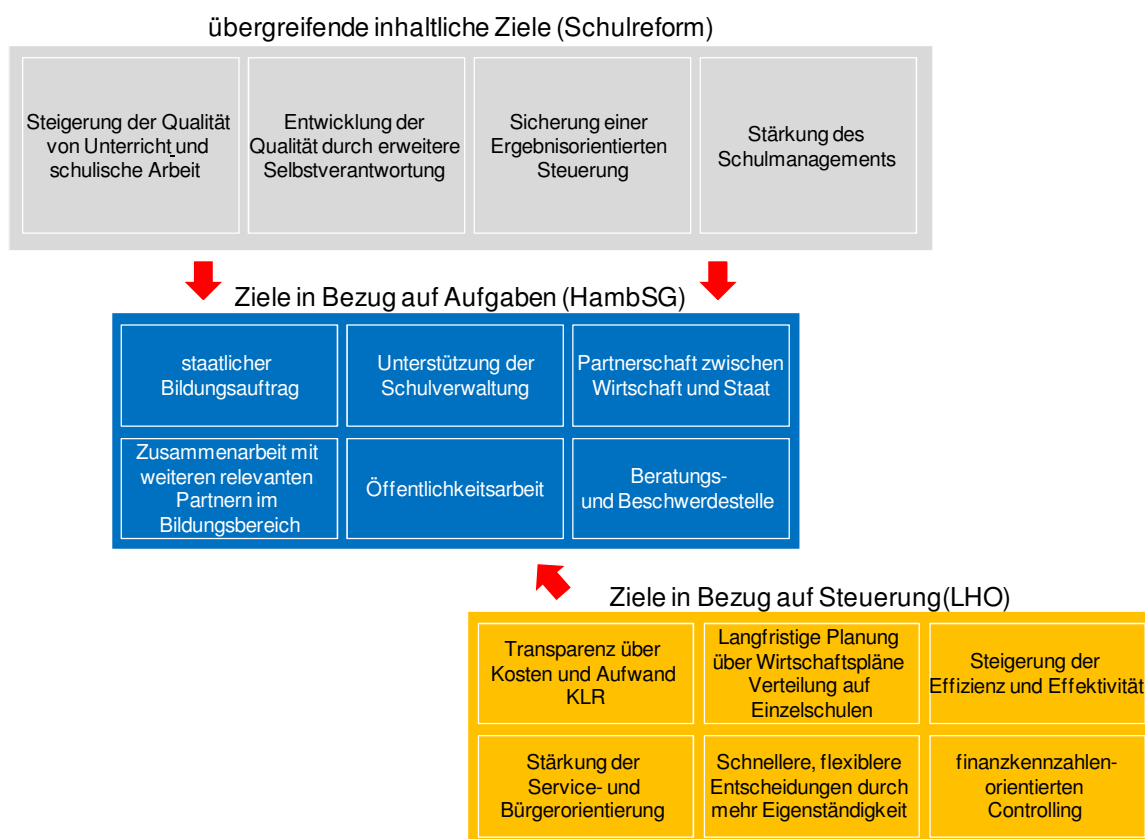 übergreifende inhaltliche Ziele (Schulreform)
Steigerung der Qualität
von Unterricht und
schulische Arbeit
Entwicklung der
Qualität durch erweitere
Selbstverantwortung
Sicherung einer
Ergebnisorientierten
Steuerung
Stärkung des
Schulmanagements
Ziele in Bezug auf Aufgaben (HambSG)
staatlicher
Bildungsauftrag
Unterstützung der
Schulverwaltung
Partnerschaft zwischen
Wirtschaft und Staat
Zusammenarbeit mit
weiteren relevanten
Partnern im
Bildungsbereich
Öffentlichkeitsarbeit
Beratungs-
und Beschwerdestelle
Ziele in Bezug auf Steuerung(LHO)
Transparenz über
Kosten und Aufwand
KLR
Langfristige Planung
über Wirtschaftspläne
Verteilung auf
Einzelschulen
Steigerung der
Effizienz und Effektivität
Stärkung der
Service- und
Bürgerorientierung
Schnellere, flexiblere
Entscheidungen durch
mehr Eigenständigkeit
finanzkennzahlen-
orientierten
Controlling